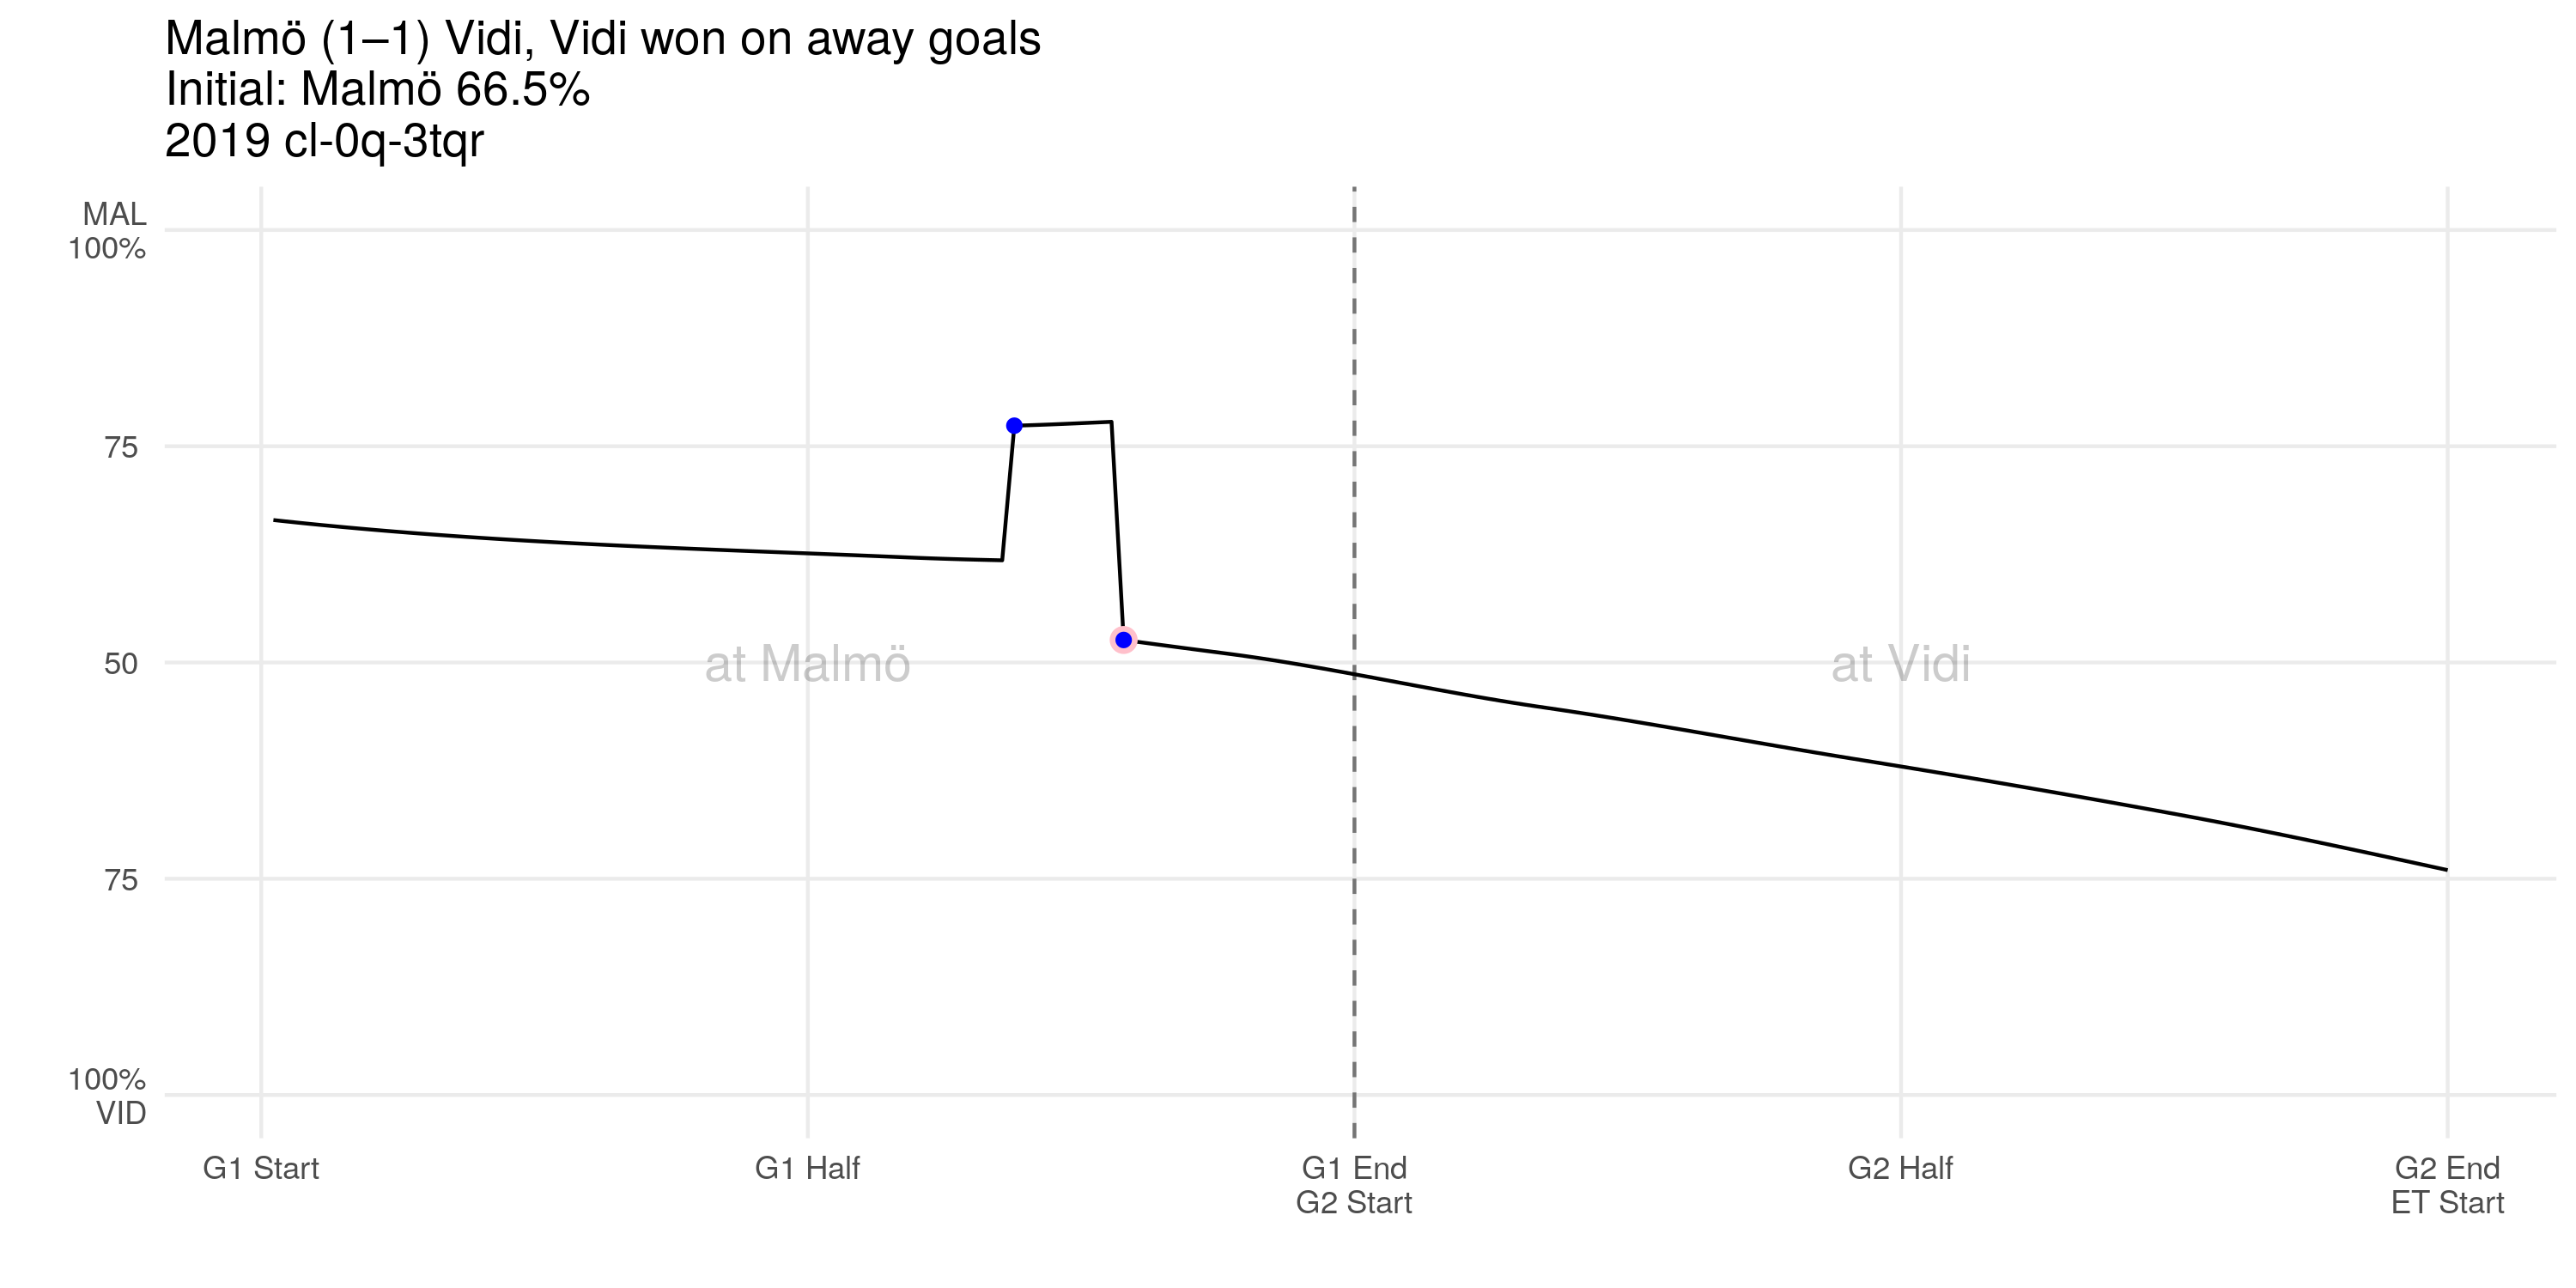 Malmö (1–1) Vidi, Vidi won on away goals
Initial: Malmö 66.5%
2019 cl-0q-3tqr
MAL
100%
75
50
75
100%
VID
at Malmö
at Vidi
G1 Start
G1 Half
G1 End
G2 Start
G2 Half
G2 End
ET Start